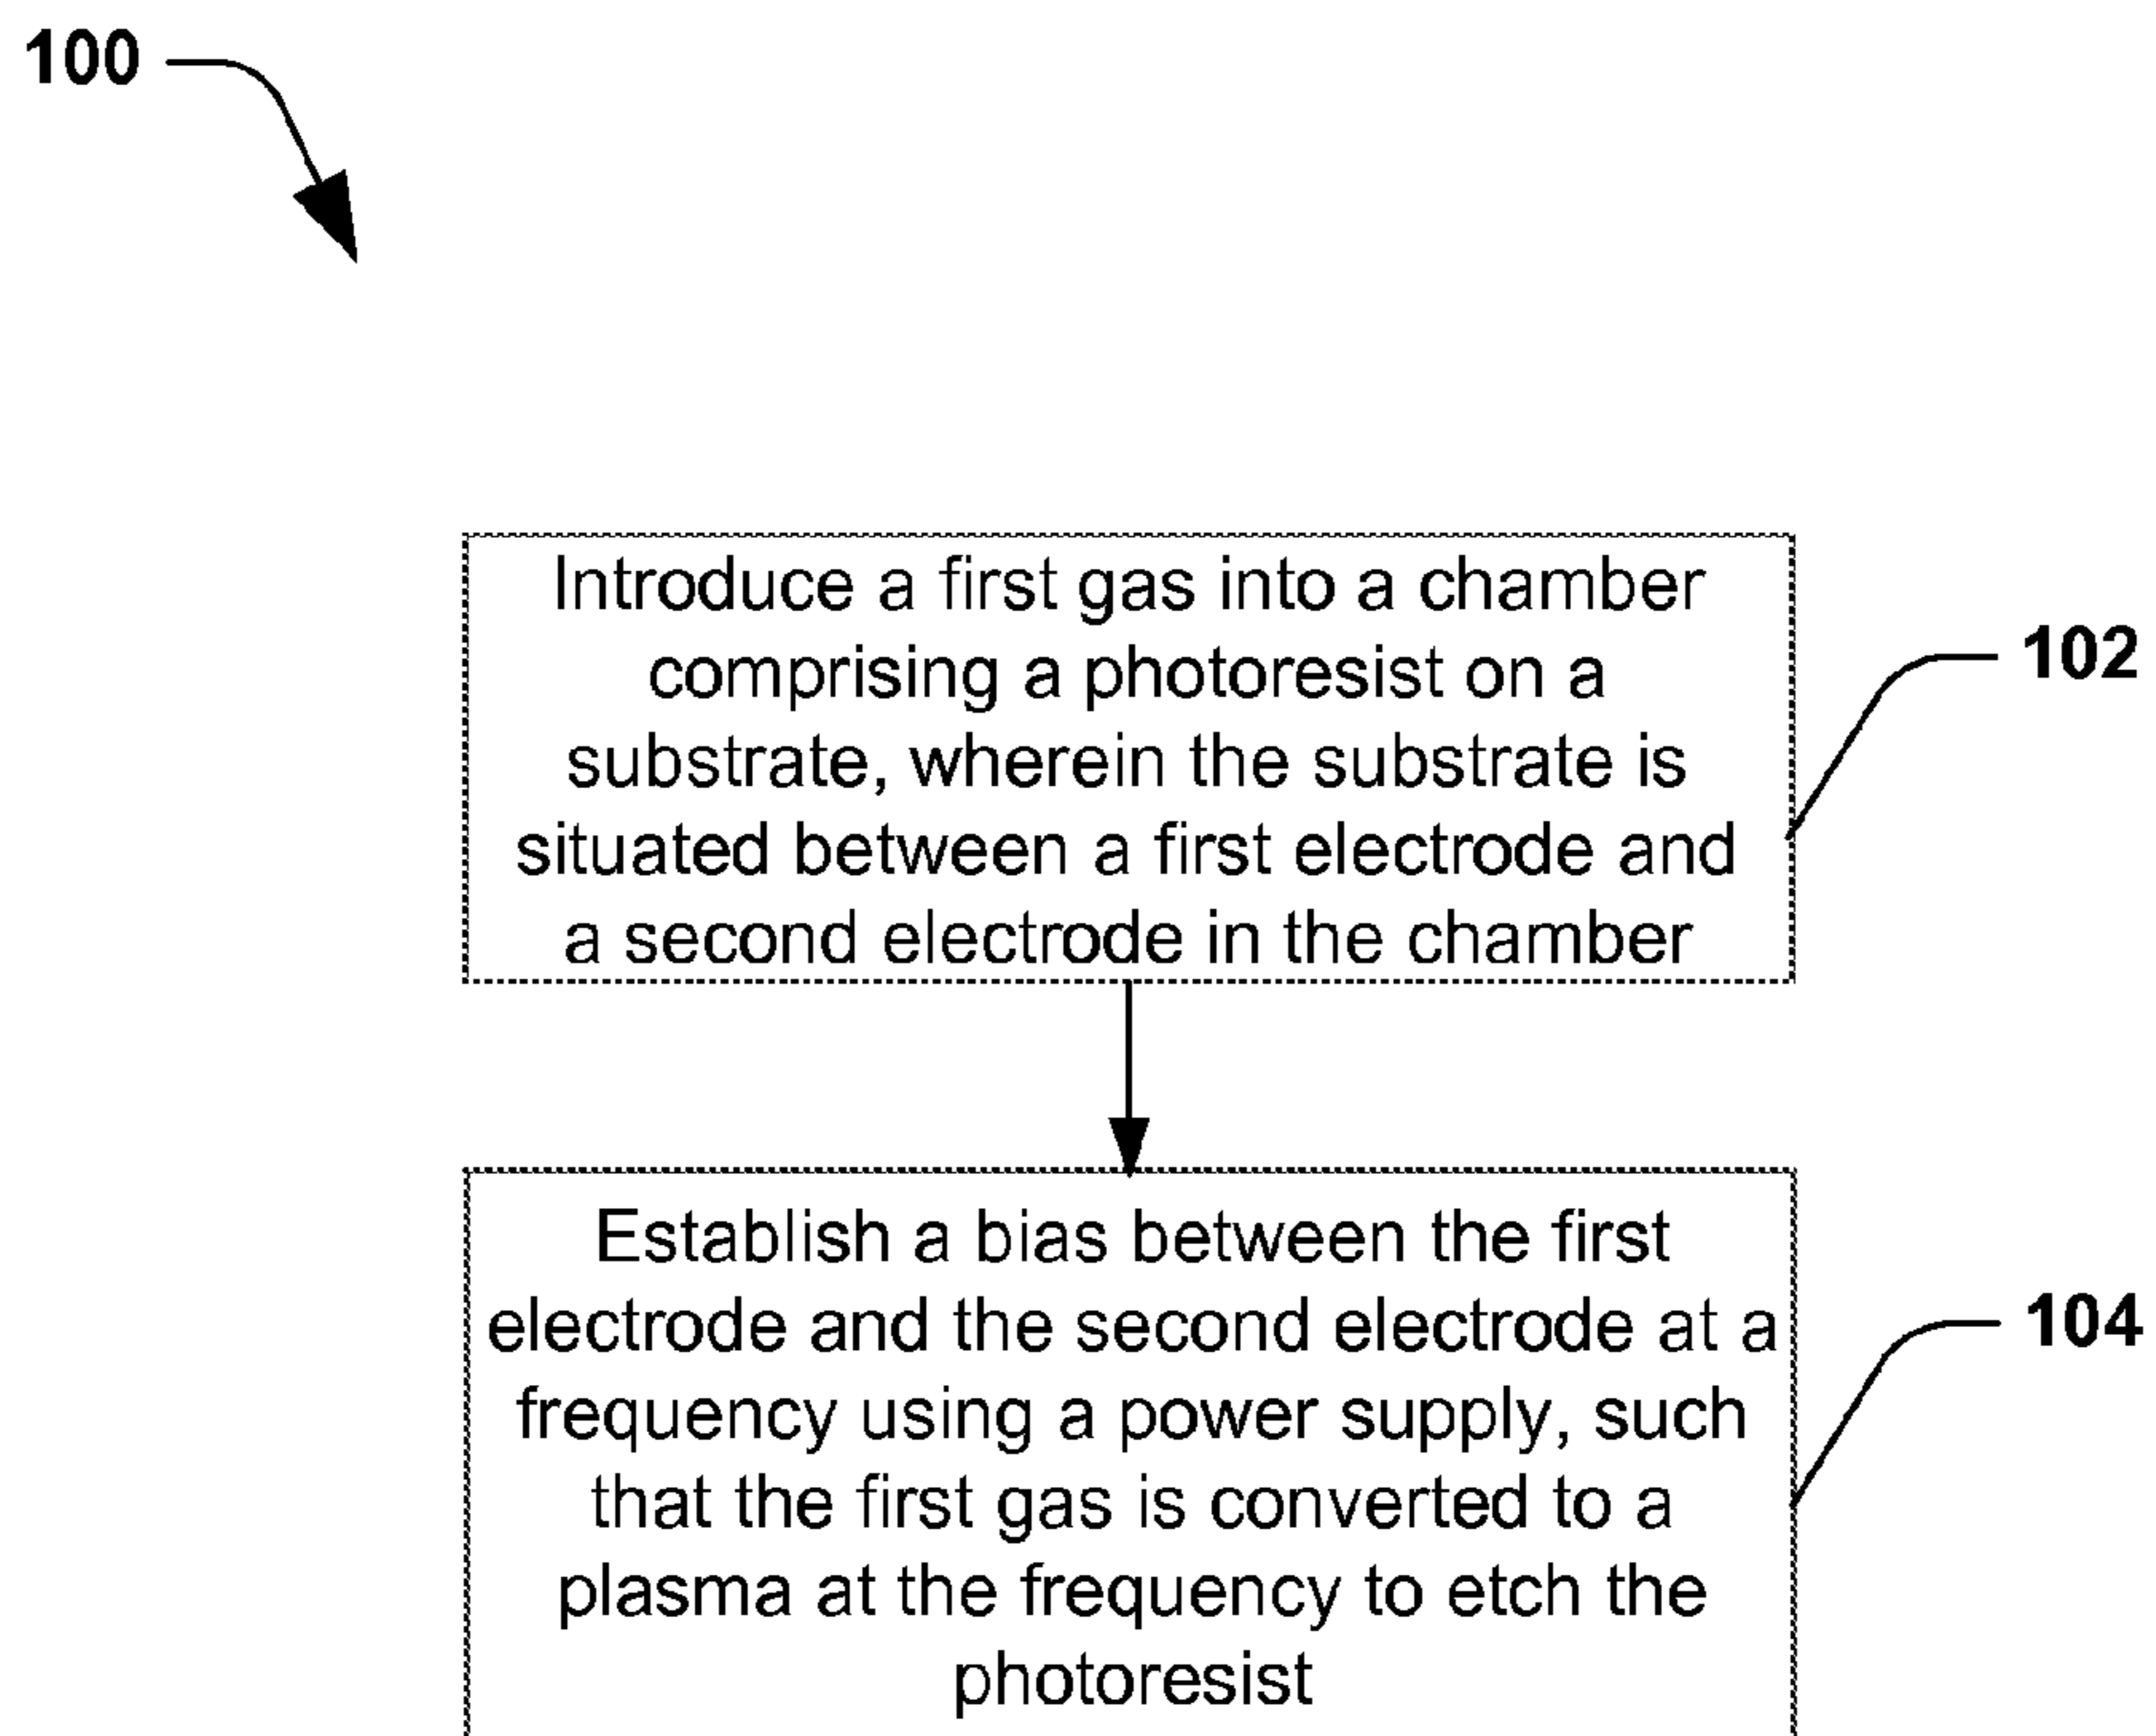 100
Introduce a first gas into a chamber
comprising a photoresist on a
substrate, wherein the substrate is
situated between a first electrode and
a second electrode in the chamber
102
Establish a bias between the first
electrode and the second electrode at a
frequency using a power supply, such
that the first gas is converted to a
plasma at the frequency to etch the
photoresist
104